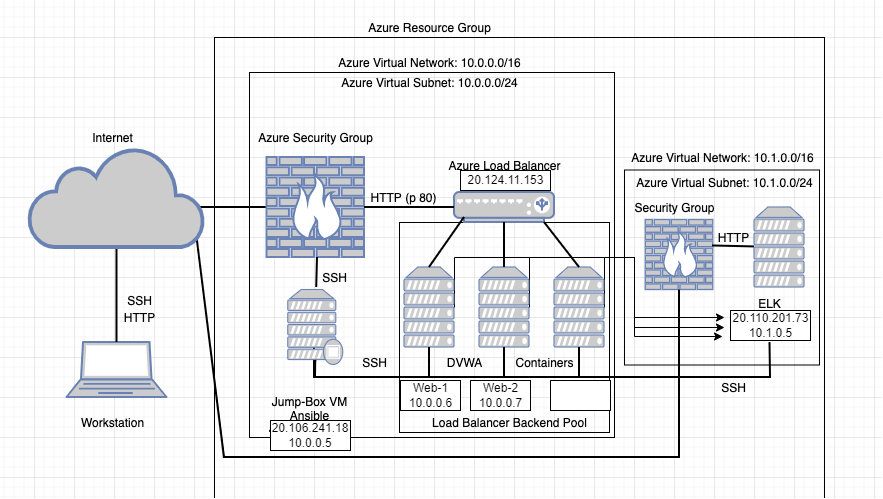 Azure Resource Group
Azure Virtual Network: 10.0.0.0/16
Azure Virtual Subnet: 10.0.0.0/24
Internet
Azure Security Group
Azure Load Balancer
20.124.11.153
HTTP (p 80)
Azure Virtual Network: 10.1.0.0/16
Azure Virtual Subnet: 10.1.0.0/24
Security Group
HTTP
SSH
SSH
HTTP
ELK
20.110.201.73
10.1.0.5
SSH
DVWA
Containers
SSH
Web-1
10.0.0.6
Web-2
10.0.0.7
Jump-Box VM
Ansible
20.106.241.18
10.0.0.5
Load Balancer Backend Pool
Workstation